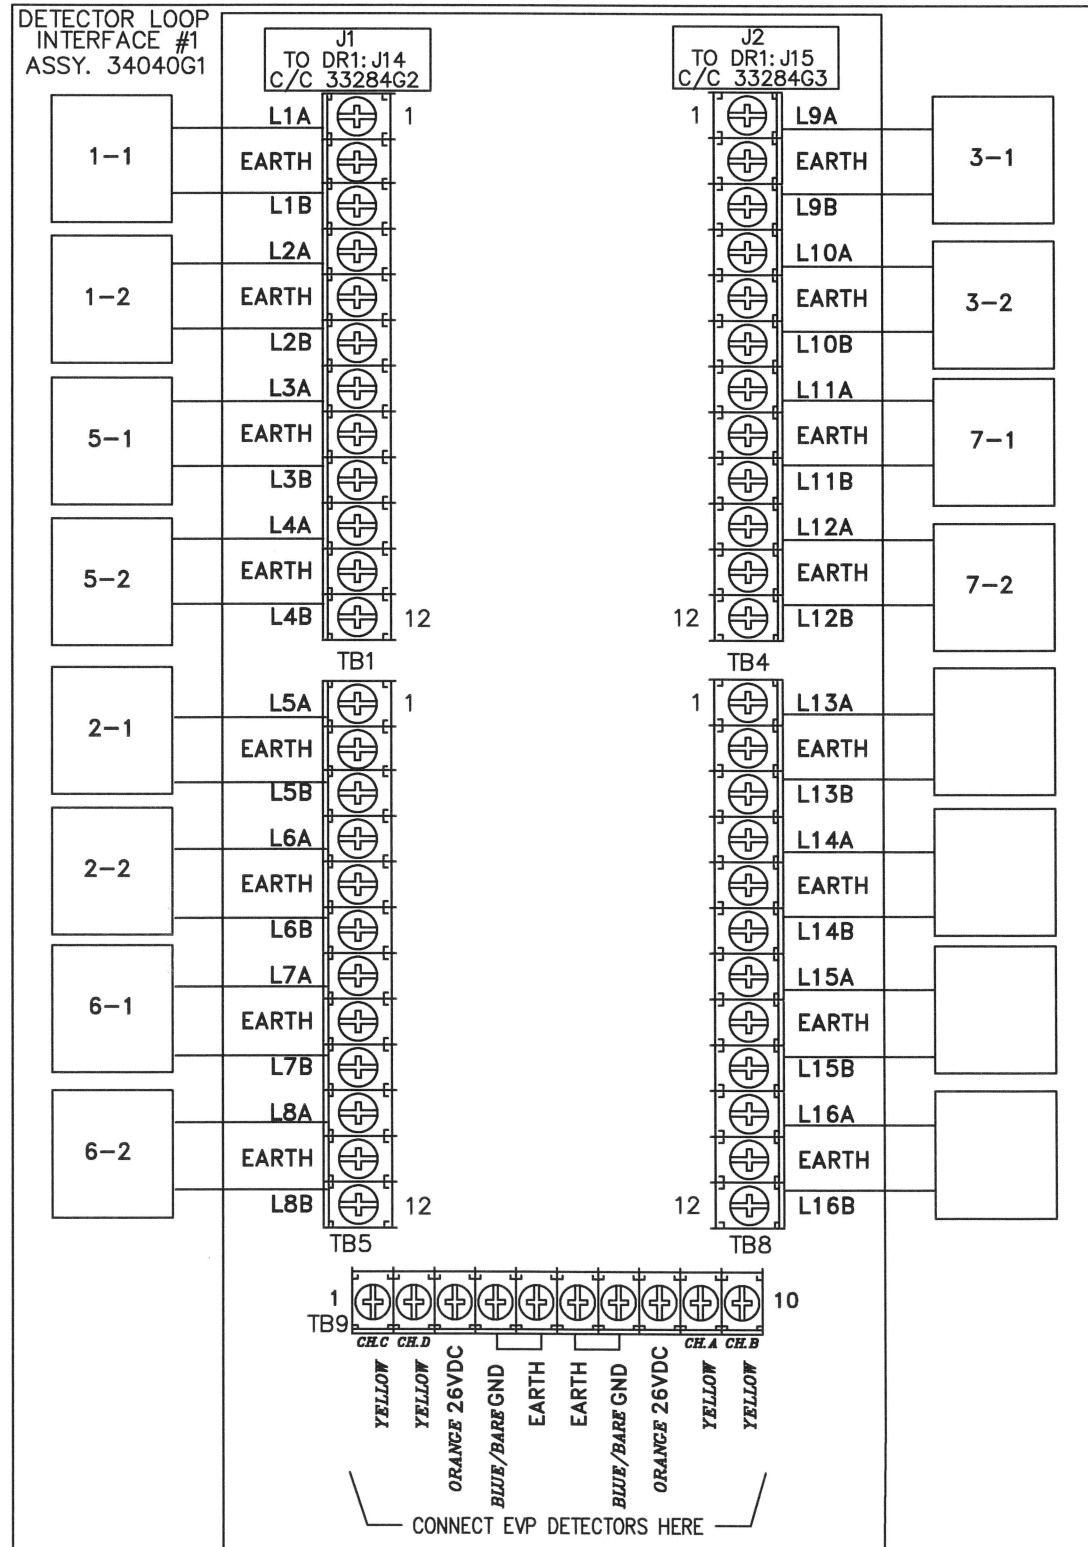 DETECTOR LOOP
INTERFACE #1
ASSY. 34040G1
J1
TO DR1:J14
C/C 33284G2
J2
TO DR1:J15
C/C 33284G3
1-1
L1A
1
EARTH
L1B
1-2
L2A
EARTH
L2B
5-1
L3A
EARTH
L3B
5-2
L4A
EARTH
L4B
12
TB1
2-1
L5A
1
EARTH
L5B
2-2
L6A
EARTH
L6B
6-1
L7A
EARTH
L7B
6-2
L8A
EARTH
L8B
12
TB5
1
L9A
3-1
EARTH
L9B
L10A
3-2
EARTH
L10B
L11A
7-1
EARTH
L11B
L12A
7-2
EARTH
12
L12B
TB4
1
L13A
EARTH
L13B
L14A
EARTH
L14B
L15A
EARTH
L15B
L16A
EARTH
12
L16B
TB8
1
10
TB9
CH.C
CH.D
CH.A
CH.B
YELLOW
YELLOW
ORANGE 26VDC
BLUE/BARE GND
EARTH
EARTH
BLUE/BARE GND
ORANGE 26VDC
YELLOW
YELLOW
CONNECT EVP DETECTORS HERE